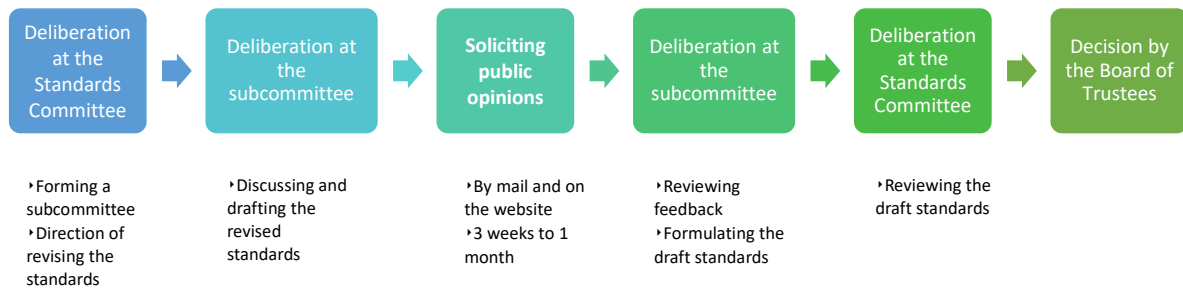 Deliberation
at the
Standards
Committee
Deliberation at
the
subcommittee
Soliciting
public
opinions
Deliberation at
the
subcommittee
Deliberation
at the
Standards
Committee
Decision by
the Board of
Trustees
‣Forming a
subcommittee
‣Direction of
revising the
standards
‣Discussing and
drafting the
revised
standards
‣By mail and on
the website
‣3 weeks to 1
month
‣Reviewing
feedback
‣Formulating the
draft standards
‣Reviewing the
draft standards